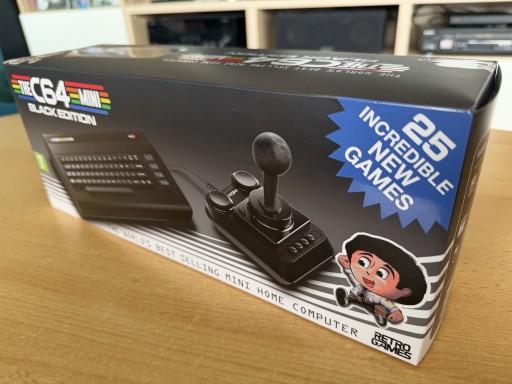 THE C64 MINI
BLACK EDITION
25
INCREDIBLE
NEW
GAMES
THE WORLD'S BEST SELLING MINI HOME COMPUTER
RETRO
GAMES